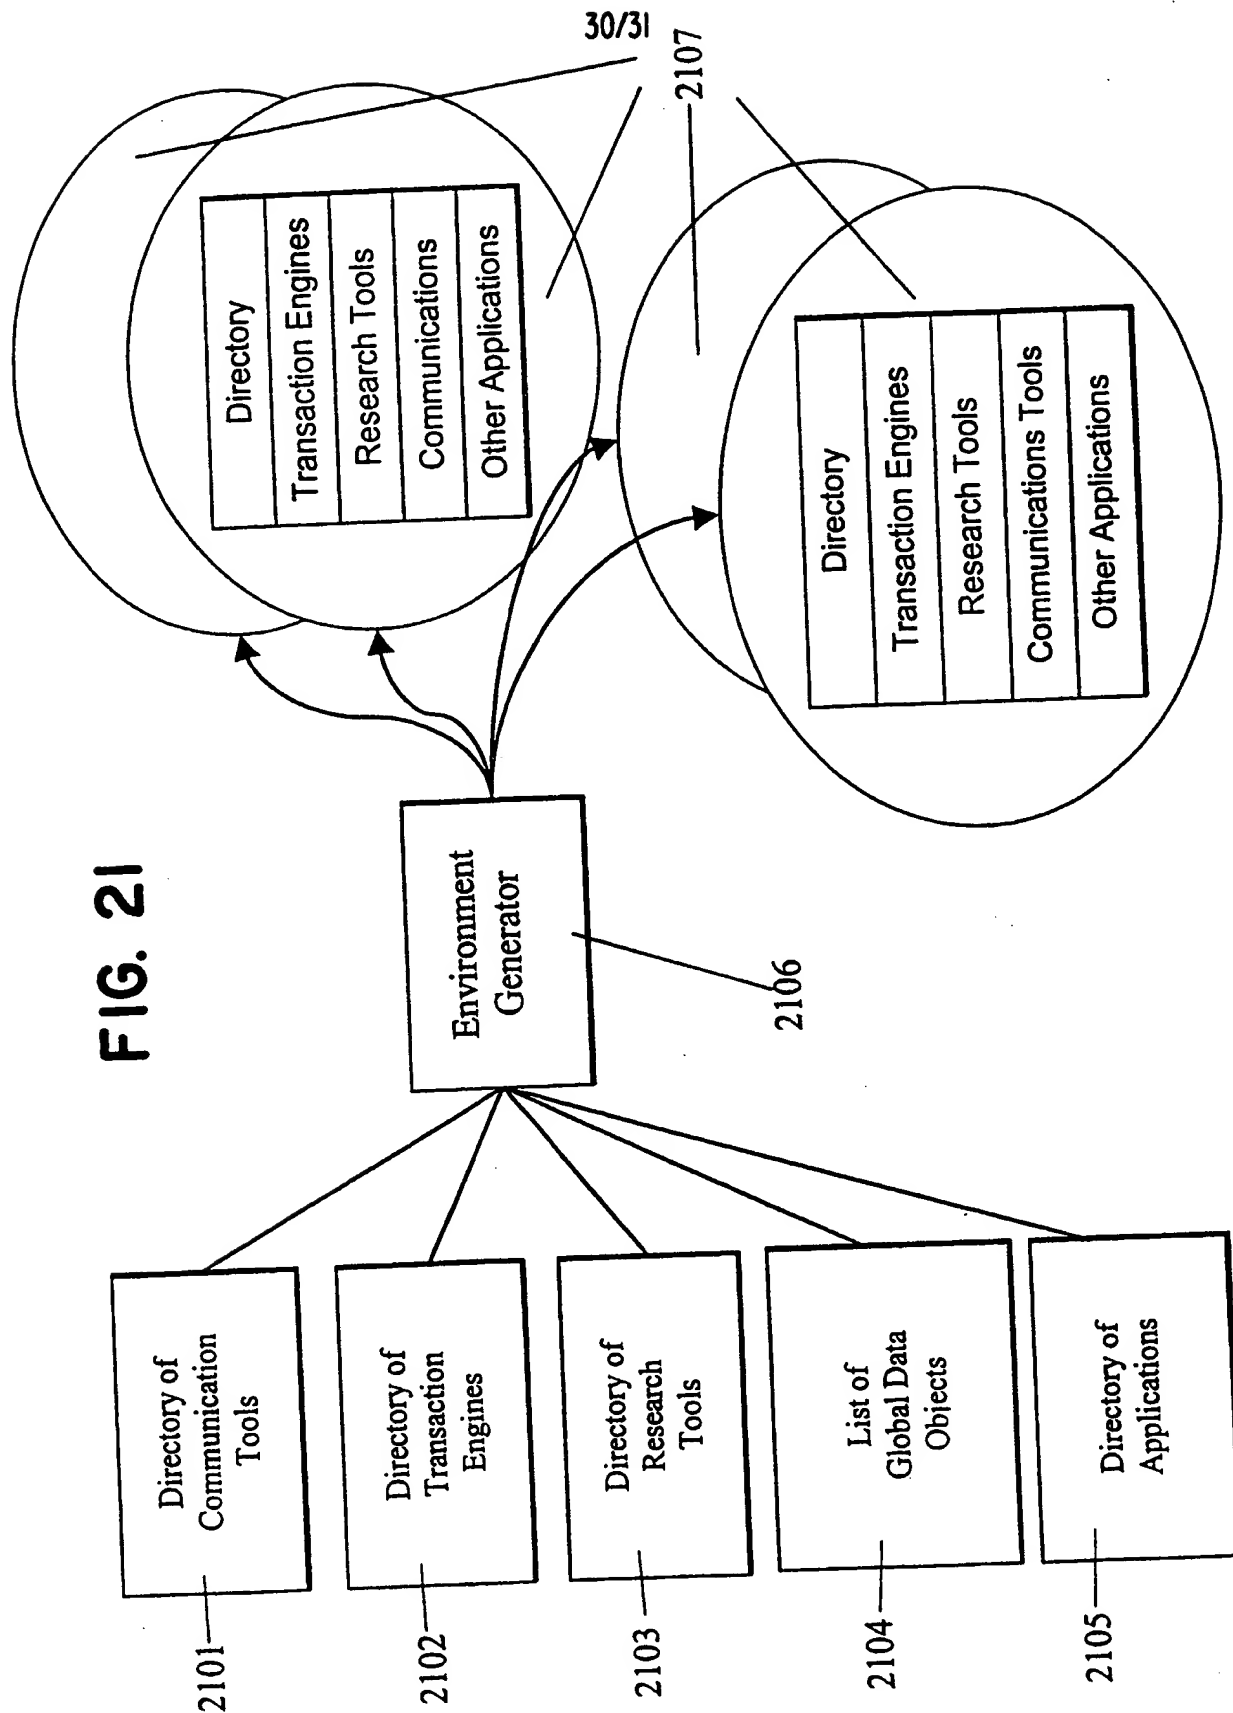 30/31
FIG. 21
2101
Directory of
Communication
Tools
2102
Directory of
Transaction
Engines
2103
Directory of
Research
Tools
2104
List of
Global Data
Objects
2105
Directory of
Applications
Environment
Generator
2106
Directory
Transaction Engines
Research Tools
Communications
Other Applications
2107
Directory
Transaction Engines
Research Tools
Communications Tools
Other Applications